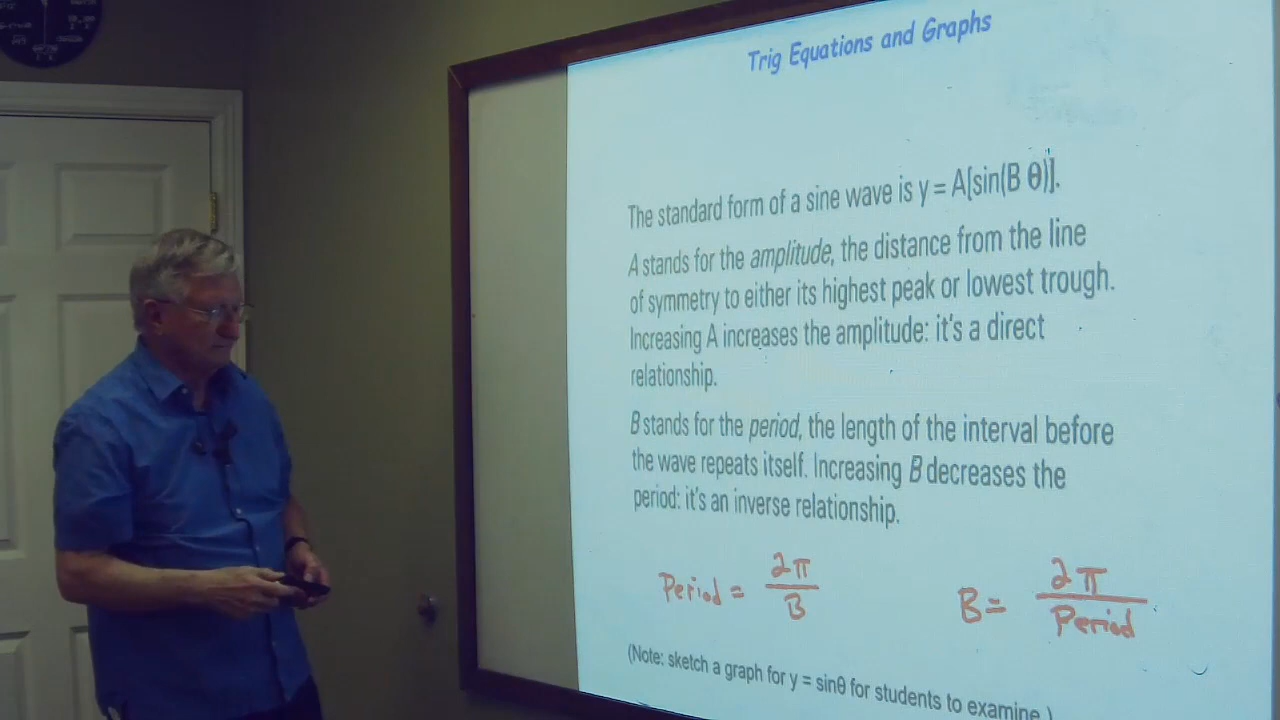 Trig Equations and Graphs
The standard form of a sine wave is y = A[sin(B θ)].
A stands for the amplitude, the distance from the line
of symmetry to either its highest peak or lowest trough.
Increasing A increases the amplitude: it's a direct
relationship.
B stands for the period, the length of the interval before
the wave repeats itself. Increasing B decreases the
period: it's an inverse relationship.
Period = 2π/B
B = 2π/Period
(Note: sketch a graph for y = sinθ for students to examine.)